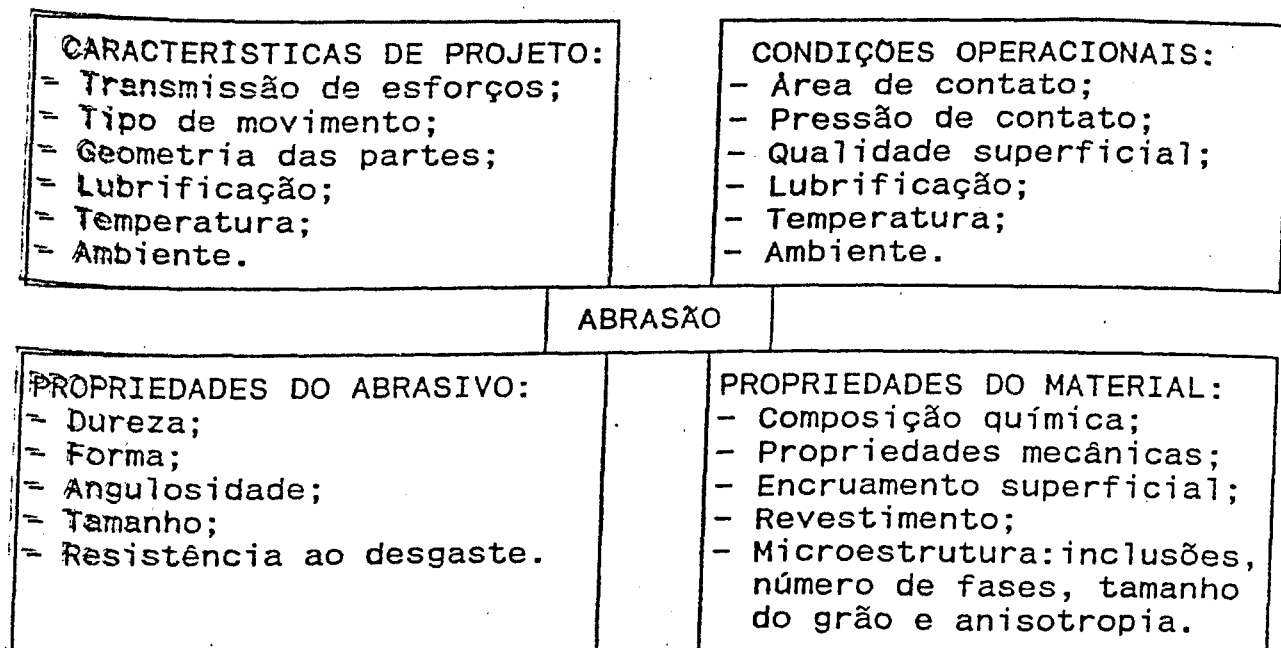 CARACTERÍSTICAS DE PROJETO:
- Transmissão de esforços;
- Tipo de movimento;
- Geometria das partes;
- Lubrificação;
- Temperatura;
- Ambiente.
CONDIÇÕES OPERACIONAIS:
- Área de contato;
- Pressão de contato;
- Qualidade superficial;
- Lubrificação;
- Temperatura;
- Ambiente.
ABRASÃO
PROPRIEDADES DO ABRASIVO:
- Dureza;
- Forma;
- Angulosidade;
- Tamanho;
- Resistência ao desgaste.
PROPRIEDADES DO MATERIAL:
- Composição química;
- Propriedades mecânicas;
- Encruamento superficial;
- Revestimento;
- Microestrutura:inclusões,
número de fases, tamanho
do grão e anisotropia.